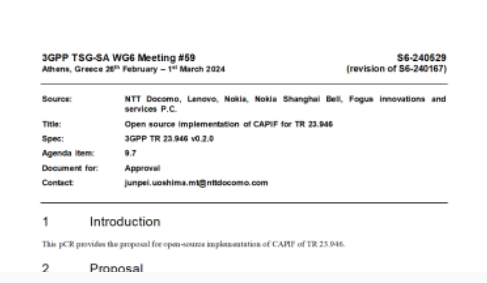 3GPP TSG-SA WG6 Meeting #59 S6-240529
Athens, Greece 26th February – 1st March 2024 (revision of S6-240167)
Source: NTT Docomo, Lenovo, Nokia, Nokia Shanghai Bell, Fogus innovations and
services P.C.
Title: Open source implementation of CAPIF for TR 23.946
Spec: 3GPP TR 23.946 v0.2.0
Agenda item: 9.7
Document for: Approval
Contact: junpei.uoshima.mt@nttdocomo.com
1 Introduction
This pCR provides the proposal for open-source implementation of CAPIF of TR 23.946.
2 Proposal